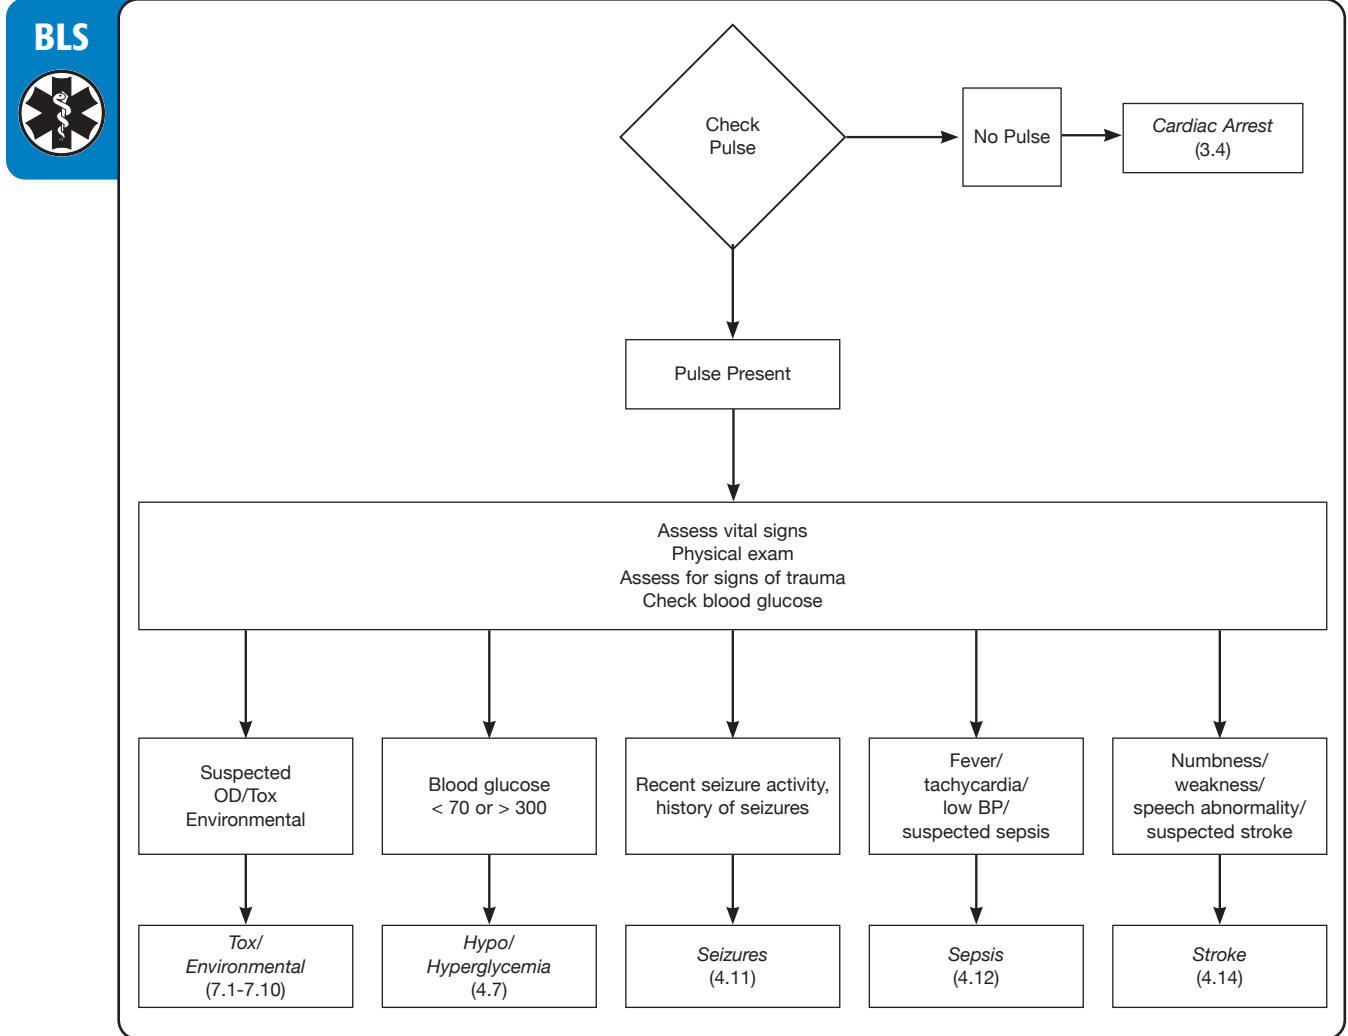 BLS
Check
Pulse
No Pulse
Cardiac Arrest
(3.4)
Pulse Present
Assess vital signs
Physical exam
Assess for signs of trauma
Check blood glucose
Suspected
OD/Tox
Environmental
Blood glucose
< 70 or > 300
Recent seizure activity,
history of seizures
Fever/
tachycardia/
low BP/
suspected sepsis
Numbness/
weakness/
speech abnormality/
suspected stroke
Tox/
Environmental
(7.1-7.10)
Hypo/
Hyperglycemia
(4.7)
Seizures
(4.11)
Sepsis
(4.12)
Stroke
(4.14)